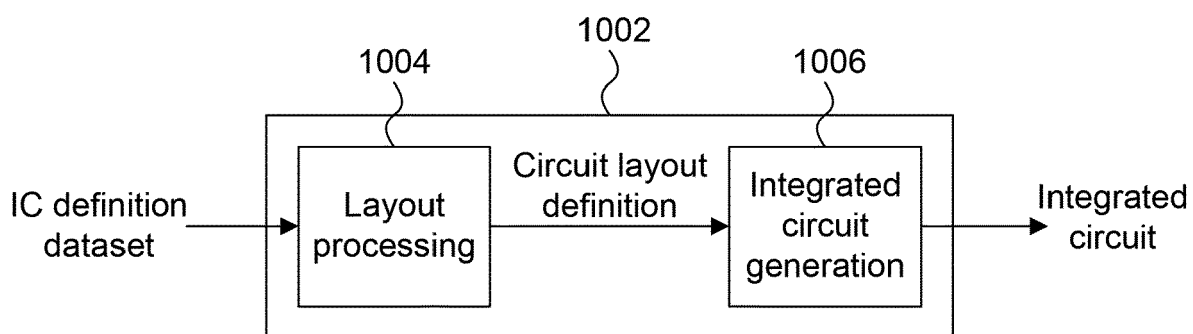 1002
1004
1006
IC definition
dataset
Layout
processing
Circuit layout
definition
Integrated
circuit
generation
Integrated
circuit